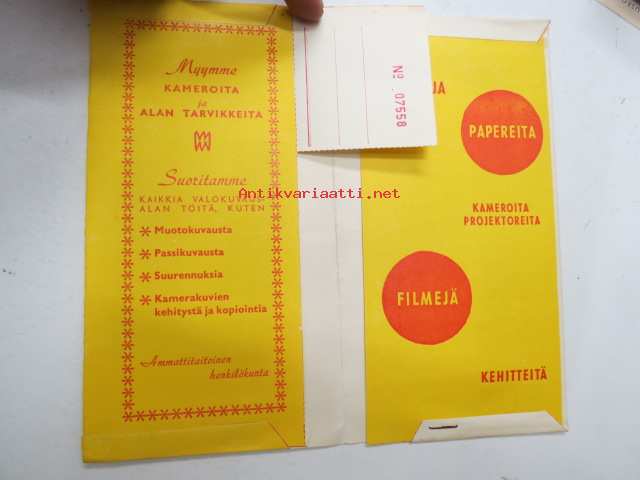 Myymme
KAMEROITA
ja
ALAN TARVIKKEITA
Suoritamme
KAIKKIA VALOKUVAUS-
ALAN TÖITÄ, KUTEN
* Muotokuvausta
* Passikuvausta
* Suurennuksia
* Kamerakuvien
kehitystä ja kopiointia
Ammattitaitoinen
henkilökunta
No 07558
JA
PAPEREITA
KAMEROITA
PROJEKTOREITA
FILMEJÄ
KEHITTEITÄ
Antikvariaatti.net